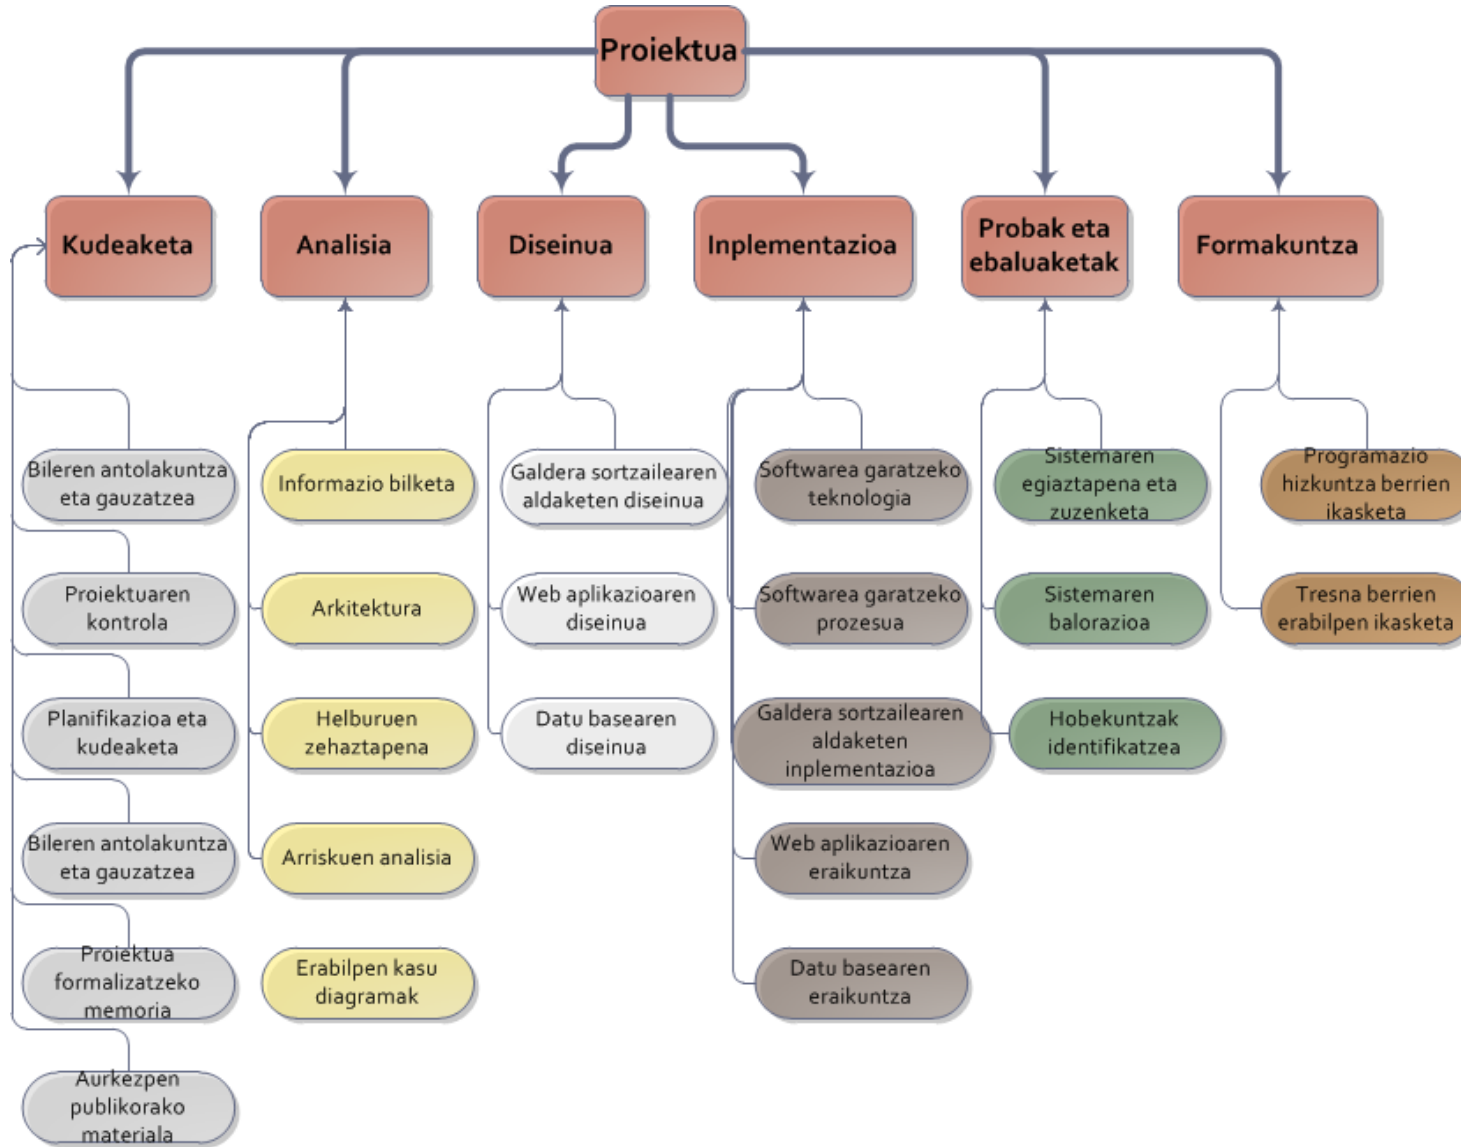 Proiektua
Kudeaketa
Analisia
Diseinua
Inplementazioa
Probak eta
ebaluaketak
Formakuntza
Bileren antolakuntza
eta gauzatzea
Proiektuaren
kontrola
Planifikazioa eta
kudeaketa
Bileren antolakuntza
eta gauzatzea
Proiektua
formalizatzeko
memoria
Aurkezpen
publikorako
materiala
Informazio bilketa
Arkitektura
Helburuen
zehaztapena
Arriskuen analisia
Erabilpen kasu
diagramak
Galdera sortzailearen
aldaketen diseinua
Web aplikazioaren
diseinua
Datu basearen
diseinua
Softwarea garatzeko
teknologia
Softwarea garatzeko
prozesua
Galdera sortzailearen
aldaketen
inplementazioa
Web aplikazioaren
eraikuntza
Datu basearen
eraikuntza
Sistemaren
egiaztapena eta
zuzenketa
Sistemaren
balorazioa
Hobekuntzak
identifikatzea
Programazio
hizkuntza berrien
ikasketa
Tresna berrien
erabilpen ikasketa